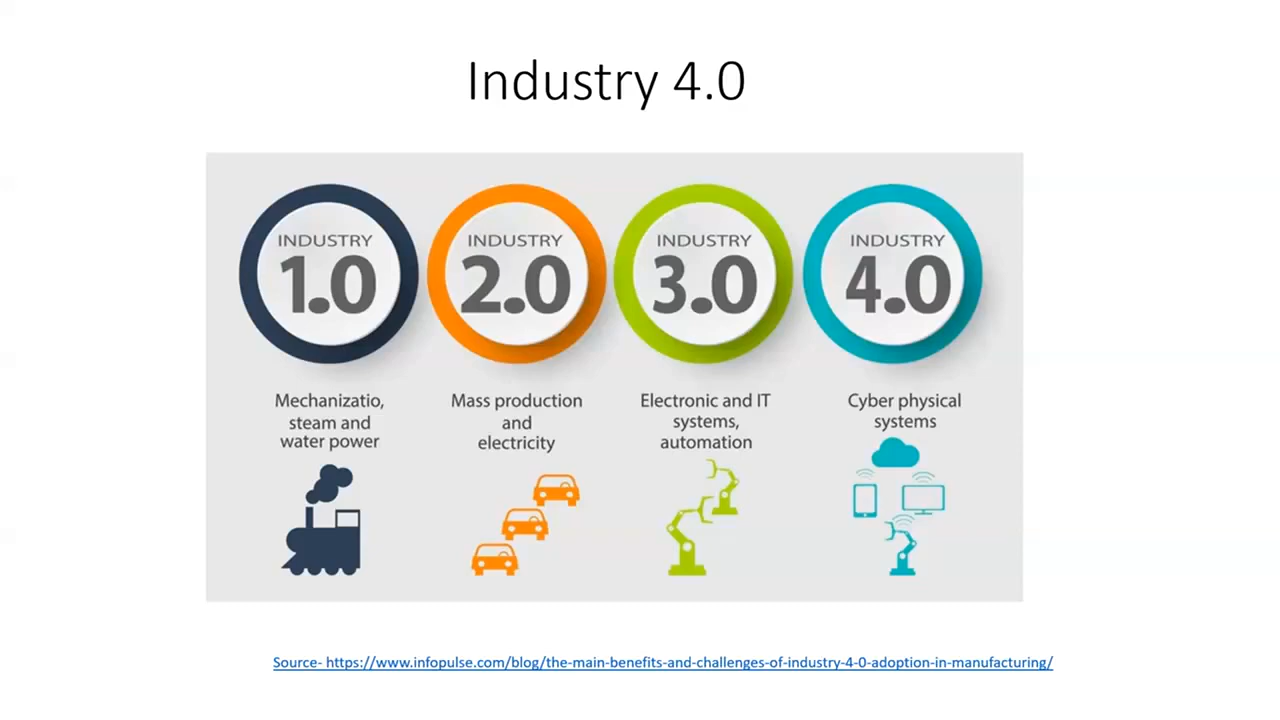 Industry 4.0
INDUSTRY
1.0
INDUSTRY
2.0
INDUSTRY
3.0
INDUSTRY
4.0
Mechanizatio,
steam and
water power
Mass production
and
electricity
Electronic and IT
systems,
automation
Cyber physical
systems
Source- https://www.infopulse.com/blog/the-main-benefits-and-challenges-of-industry-4-0-adoption-in-manufacturing/